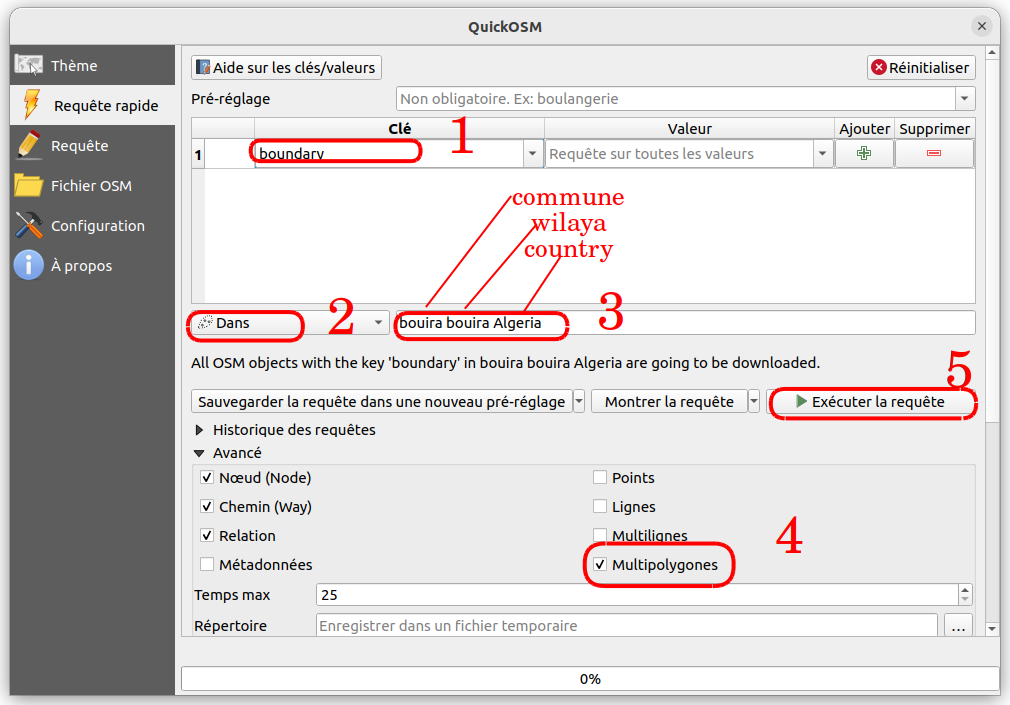 QuickOSM
Thème
Requête rapide
Requête
Fichier OSM
Configuration
À propos
Aide sur les clés/valeurs
Réinitialiser
Pré-réglage
Non obligatoire. Ex: boulangerie
Clé
Valeur
Ajouter
Supprimer
1
1
boundary
Requête sur toutes les valeurs
commune
wilaya
country
Dans
2
bouira bouira Algeria
3
All OSM objects with the key 'boundary' in bouira bouira Algeria are going to be downloaded.
5
Sauvegarder la requête dans une nouveau pré-réglage
Montrer la requête
Exécuter la requête
Historique des requêtes
Avancé
Nœud (Node)
Points
Chemin (Way)
Lignes
Relation
Multilignes
4
Métadonnées
Multipolygones
Temps max
25
Répertoire
Enregistrer dans un fichier temporaire
...
0%